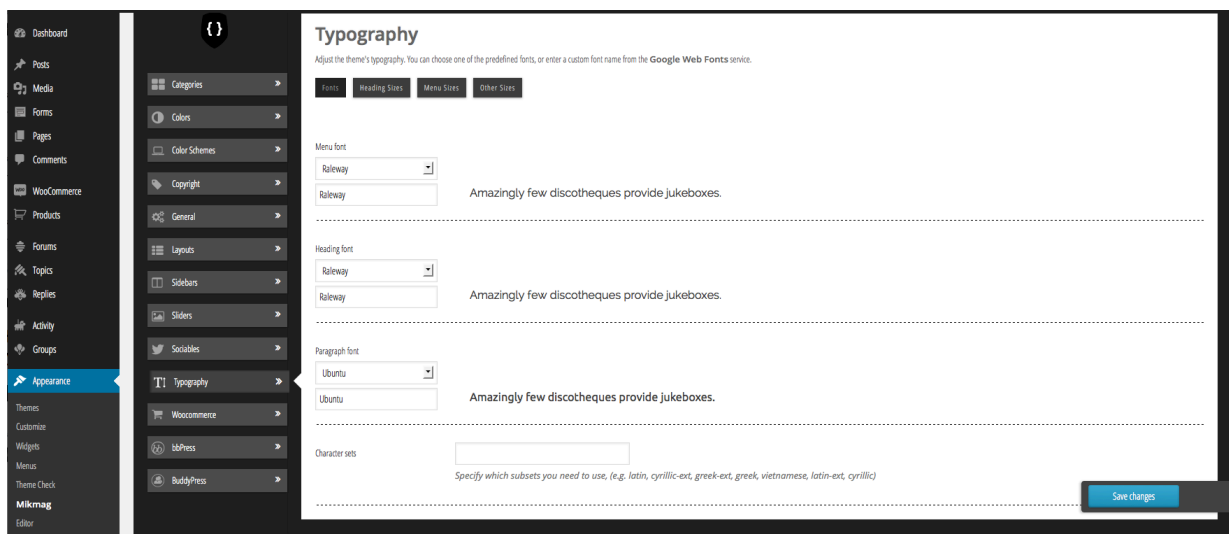 Dashboard
Posts
Media
Forms
Pages
Comments
WooCommerce
Products
Forums
Topics
Replies
Activity
Groups
Appearance
Themes
Customize
Widgets
Menus
Theme Check
Mikmag
Editor
{ }
Categories »
Colors »
Color Schemes »
Copyright »
General »
Layouts »
Sidebars »
Sliders »
Sociables »
T! Typography »
Woocommerce »
bbPress »
BuddyPress »
Typography
Adjust the theme's typography. You can choose one of the predefined fonts, or enter a custom font name from the Google Web Fonts service.
Fonts Heading Sizes Menu Sizes Other Sizes
Menu font
Raleway
Raleway Amazingly few discotheques provide jukeboxes.
Heading font
Raleway
Raleway Amazingly few discotheques provide jukeboxes.
Paragraph font
Ubuntu
Ubuntu Amazingly few discotheques provide jukeboxes.
Character sets
Specify which subsets you need to use, (e.g. latin, cyrillic-ext, greek-ext, greek, vietnamese, latin-ext, cyrillic)
Save changes